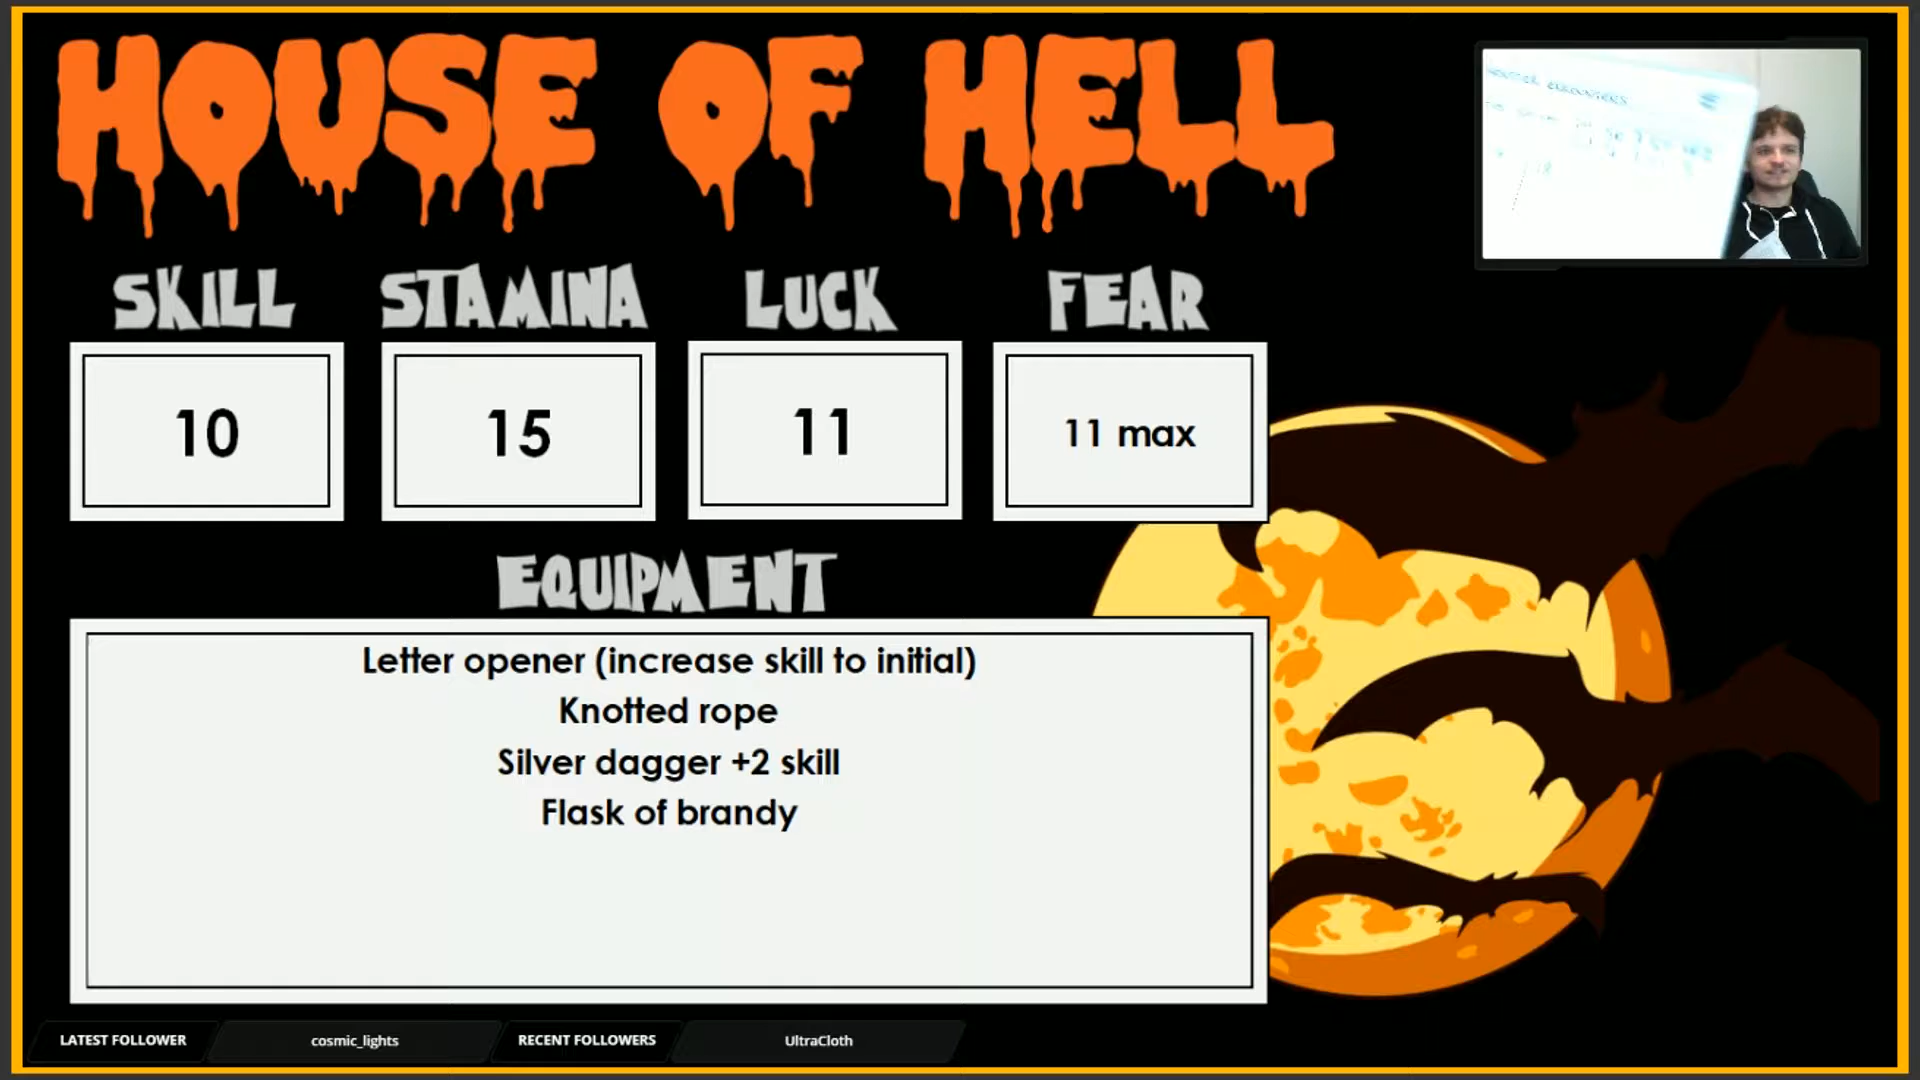 HOUSE OF HELL
SKILL STAMINA LUCK FEAR
10 15 11 11 max
EQUIPMENT
Letter opener (increase skill to initial)
Knotted rope
Silver dagger +2 skill
Flask of brandy
LATEST FOLLOWER cosmic_lights RECENT FOLLOWERS UltraCloth